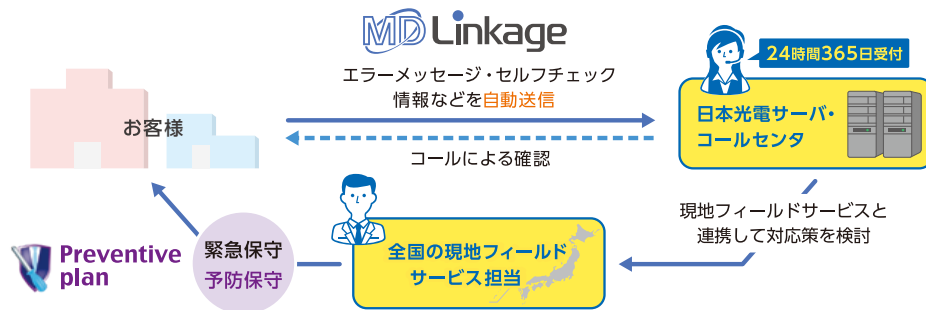 MD Linkage
24時間365日受付
エラーメッセージ・セルフチェック
情報などを自動送信
お客様
日本光電サーバ・
コールセンタ
コールによる確認
現地フィールドサービスと
連携して対応策を検討
全国の現地フィールド
サービス担当
緊急保守
予防保守
Preventive
plan